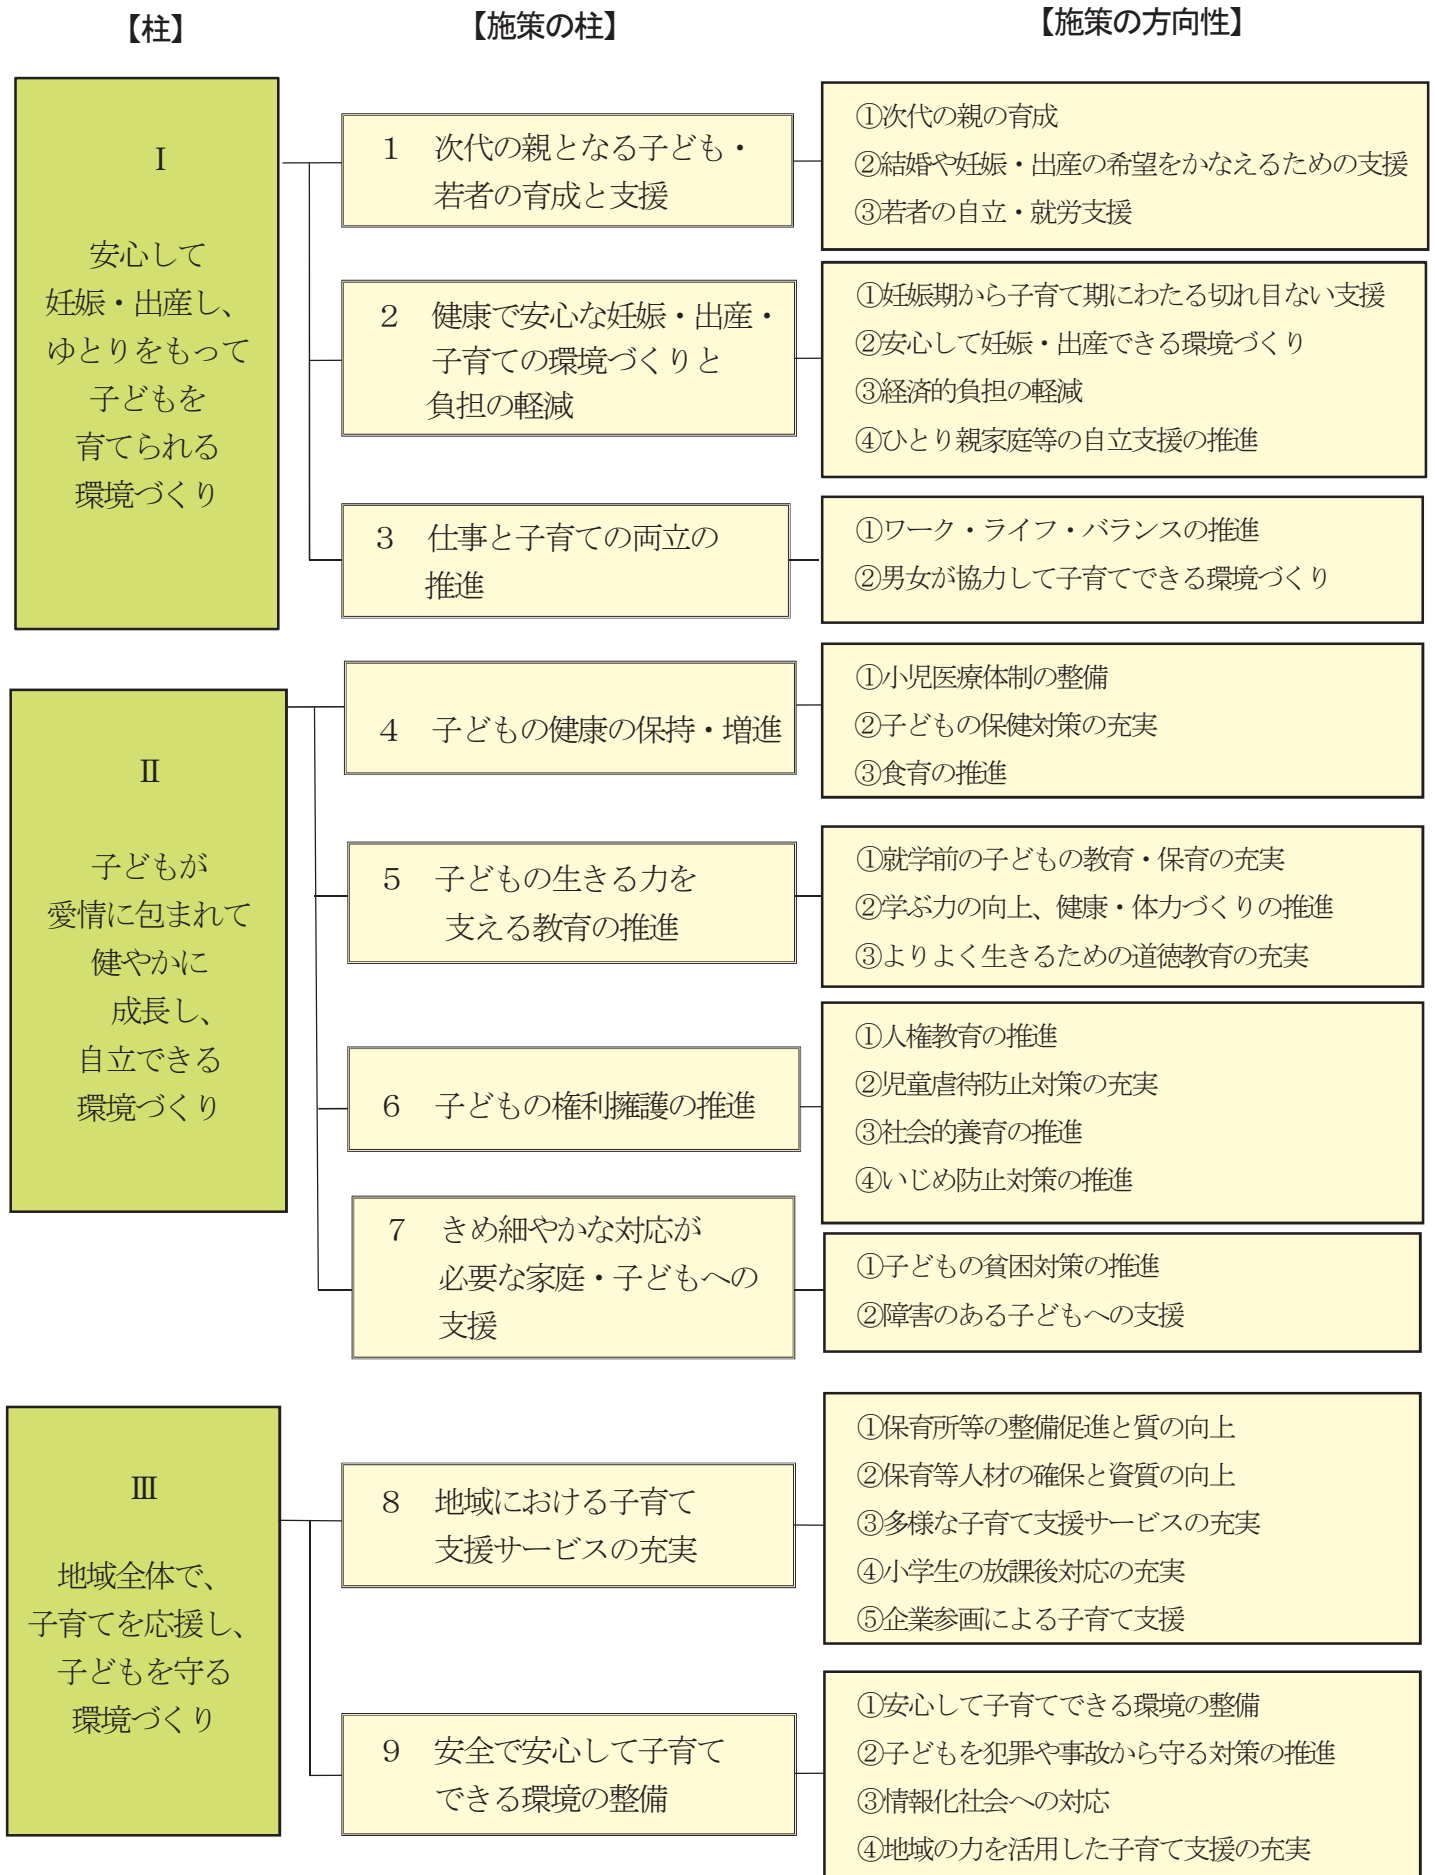 【柱】
【施策の柱】
【施策の方向性】
Ⅰ
安心して
妊娠・出産し、
ゆとりをもって
子どもを
育てられる
環境づくり
１　次代の親となる子ども・
若者の育成と支援
①次代の親の育成
②結婚や妊娠・出産の希望をかなえるための支援
③若者の自立・就労支援
２　健康で安心な妊娠・出産・
子育ての環境づくりと
負担の軽減
①妊娠期から子育て期にわたる切れ目ない支援
②安心して妊娠・出産できる環境づくり
③経済的負担の軽減
④ひとり親家庭等の自立支援の推進
３　仕事と子育ての両立の
推進
①ワーク・ライフ・バランスの推進
②男女が協力して子育てできる環境づくり
Ⅱ
子どもが
愛情に包まれて
健やかに
成長し、
自立できる
環境づくり
４　子どもの健康の保持・増進
①小児医療体制の整備
②子どもの保健対策の充実
③食育の推進
５　子どもの生きる力を
支える教育の推進
①就学前の子どもの教育・保育の充実
②学ぶ力の向上、健康・体力づくりの推進
③よりよく生きるための道徳教育の充実
６　子どもの権利擁護の推進
①人権教育の推進
②児童虐待防止対策の充実
③社会的養育の推進
④いじめ防止対策の推進
７　きめ細やかな対応が
必要な家庭・子どもへの
支援
①子どもの貧困対策の推進
②障害のある子どもへの支援
Ⅲ
地域全体で、
子育てを応援し、
子どもを守る
環境づくり
８　地域における子育て
支援サービスの充実
①保育所等の整備促進と質の向上
②保育等人材の確保と資質の向上
③多様な子育て支援サービスの充実
④小学生の放課後対応の充実
⑤企業参画による子育て支援
９　安全で安心して子育て
できる環境の整備
①安心して子育てできる環境の整備
②子どもを犯罪や事故から守る対策の推進
③情報化社会への対応
④地域の力を活用した子育て支援の充実